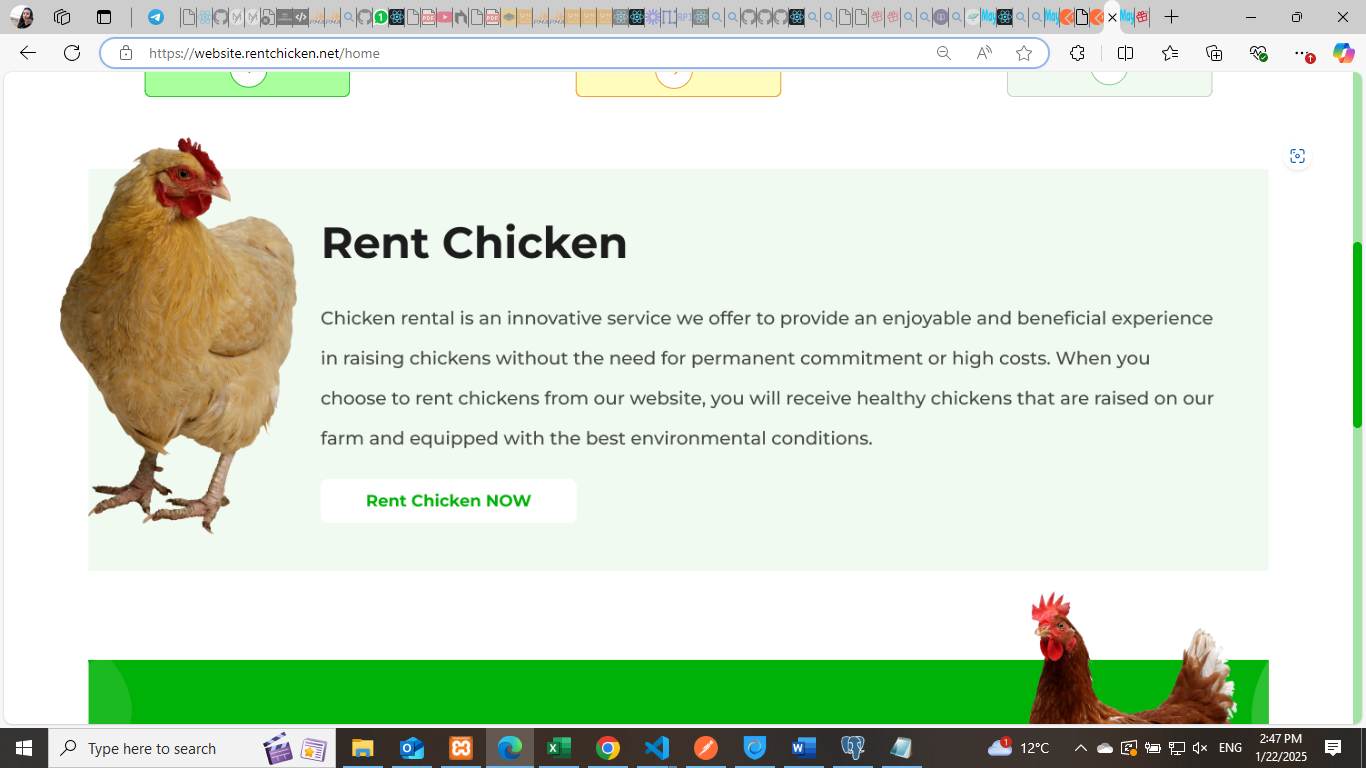 https://website.rentchicken.net/home
Rent Chicken
Chicken rental is an innovative service we offer to provide an enjoyable and beneficial experience
in raising chickens without the need for permanent commitment or high costs. When you
choose to rent chickens from our website, you will receive healthy chickens that are raised on our
farm and equipped with the best environmental conditions.
Rent Chicken NOW
Type here to search
1
12°C
ENG
2:47 PM
1/22/2025